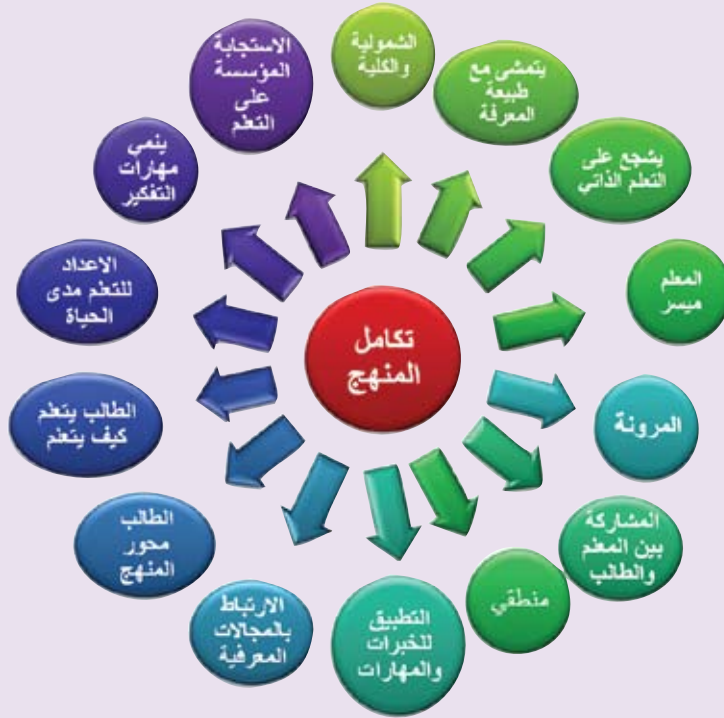 تكامل
المنهج
الشمولية
والكلية
يتمشى مع
طبيعة
المعرفة
يشجع على
التعلم الذاتي
المعلم
ميسر
المرونة
المشاركة
بين المعلم
والطالب
منطقي
التطبيق
للخبرات
والمهارات
الارتباط
بالمجالات
المعرفية
الطالب
محور
المنهج
الطالب يتعلم
كيف يتعلم
الاعداد
للتعلم مدى
الحياة
ينمي
مهارات
التفكير
الاستجابة
المؤسسة
على
التعلم